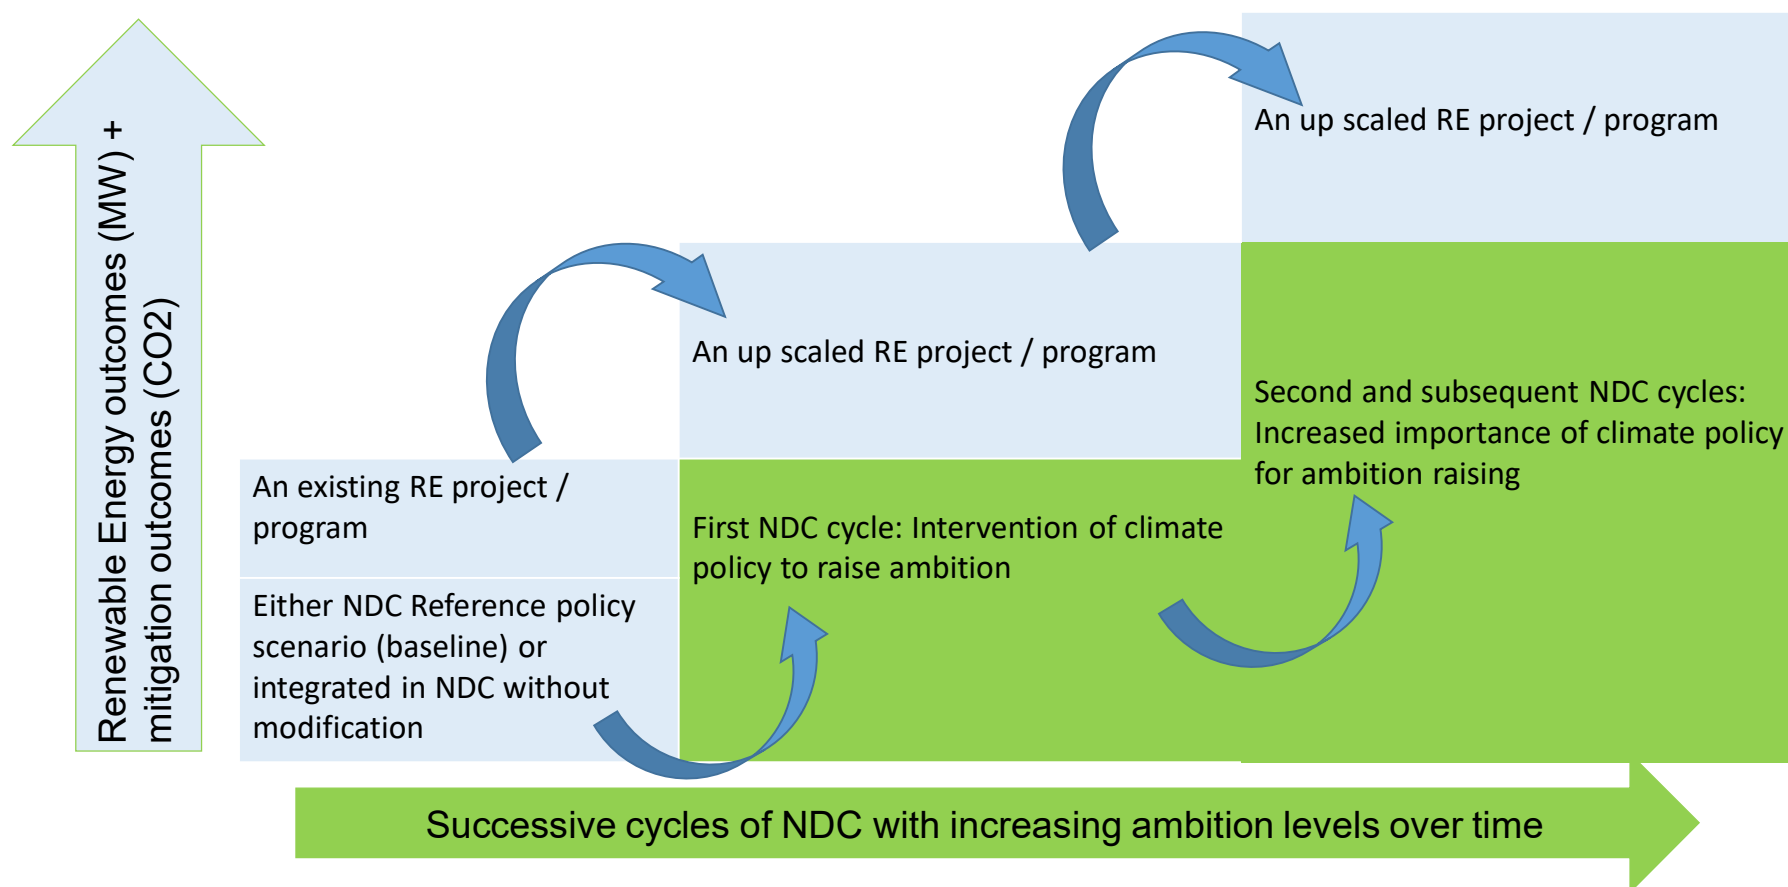 Renewable Energy outcomes (MW) +
mitigation outcomes (CO2)
An existing RE project /
program
Either NDC Reference policy
scenario (baseline) or
integrated in NDC without
modification
An up scaled RE project / program
First NDC cycle: Intervention of climate
policy to raise ambition
An up scaled RE project / program
Second and subsequent NDC cycles:
Increased importance of climate policy
for ambition raising
Successive cycles of NDC with increasing ambition levels over time